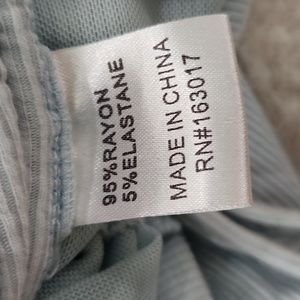 95%RAYON
5%ELASTANE
MADE IN CHINA
RN#163017